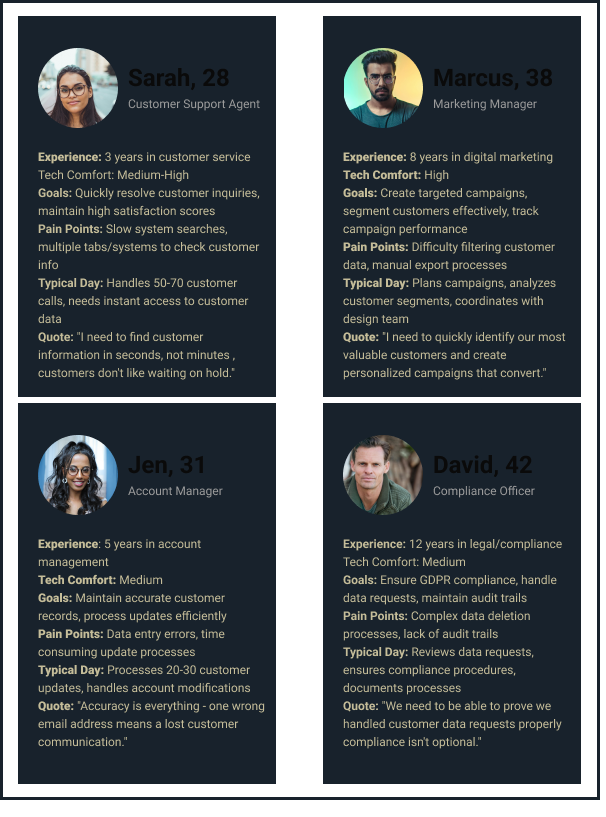 Sarah, 28
Customer Support Agent
Experience: 3 years in customer service
Tech Comfort: Medium-High
Goals: Quickly resolve customer inquiries,
maintain high satisfaction scores
Pain Points: Slow system searches,
multiple tabs/systems to check customer
info
Typical Day: Handles 50-70 customer
calls, needs instant access to customer
data
Quote: "I need to find customer
information in seconds, not minutes ,
customers don't like waiting on hold."
Marcus, 38
Marketing Manager
Experience: 8 years in digital marketing
Tech Comfort: High
Goals: Create targeted campaigns,
segment customers effectively, track
campaign performance
Pain Points: Difficulty filtering customer
data, manual export processes
Typical Day: Plans campaigns, analyzes
customer segments, coordinates with
design team
Quote: "I need to quickly identify our most
valuable customers and create
personalized campaigns that convert."
Jen, 31
Account Manager
Experience: 5 years in account
management
Tech Comfort: Medium
Goals: Maintain accurate customer
records, process updates efficiently
Pain Points: Data entry errors, time
consuming update processes
Typical Day: Processes 20-30 customer
updates, handles account modifications
Quote: "Accuracy is everything - one wrong
email address means a lost customer
communication."
David, 42
Compliance Officer
Experience: 12 years in legal/compliance
Tech Comfort: Medium
Goals: Ensure GDPR compliance, handle
data requests, maintain audit trails
Pain Points: Complex data deletion
processes, lack of audit trails
Typical Day: Reviews data requests,
ensures compliance procedures,
documents processes
Quote: "We need to be able to prove we
handled customer data requests properly
compliance isn't optional."